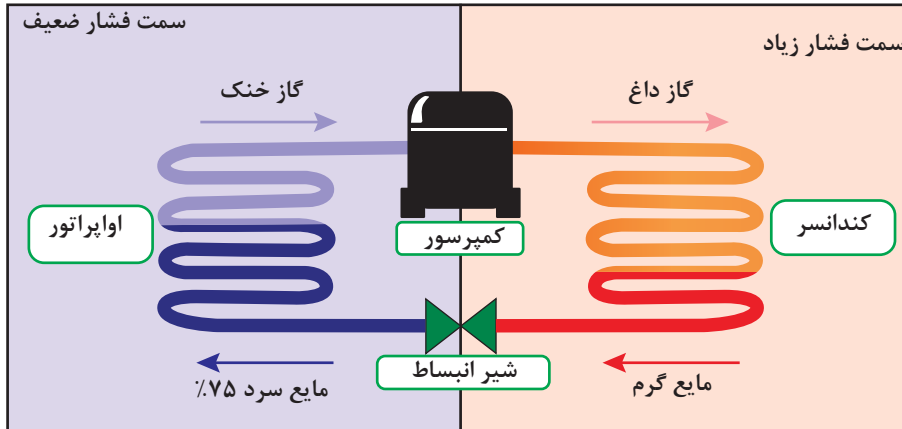 سمت فشار زیاد
سمت فشار ضعیف
گاز داغ
گاز خنک
کندانسر
کمپرسور
اواپراتور
شیر انبساط
مایع گرم
مایع سرد ۷۵٪